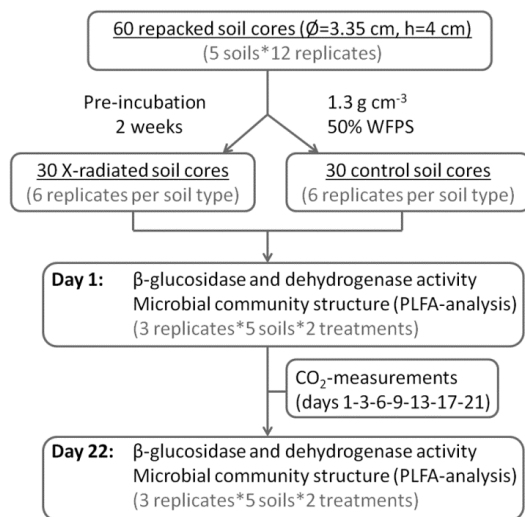 60 repacked soil cores (Ø=3.35 cm, h=4 cm)
(5 soils*12 replicates)
Pre-incubation
2 weeks
1.3 g cm⁻³
50% WFPS
30 X-radiated soil cores
(6 replicates per soil type)
30 control soil cores
(6 replicates per soil type)
Day 1: β-glucosidase and dehydrogenase activity
Microbial community structure (PLFA-analysis)
(3 replicates*5 soils*2 treatments)
CO₂-measurements
(days 1-3-6-9-13-17-21)
Day 22: β-glucosidase and dehydrogenase activity
Microbial community structure (PLFA-analysis)
(3 replicates*5 soils*2 treatments)